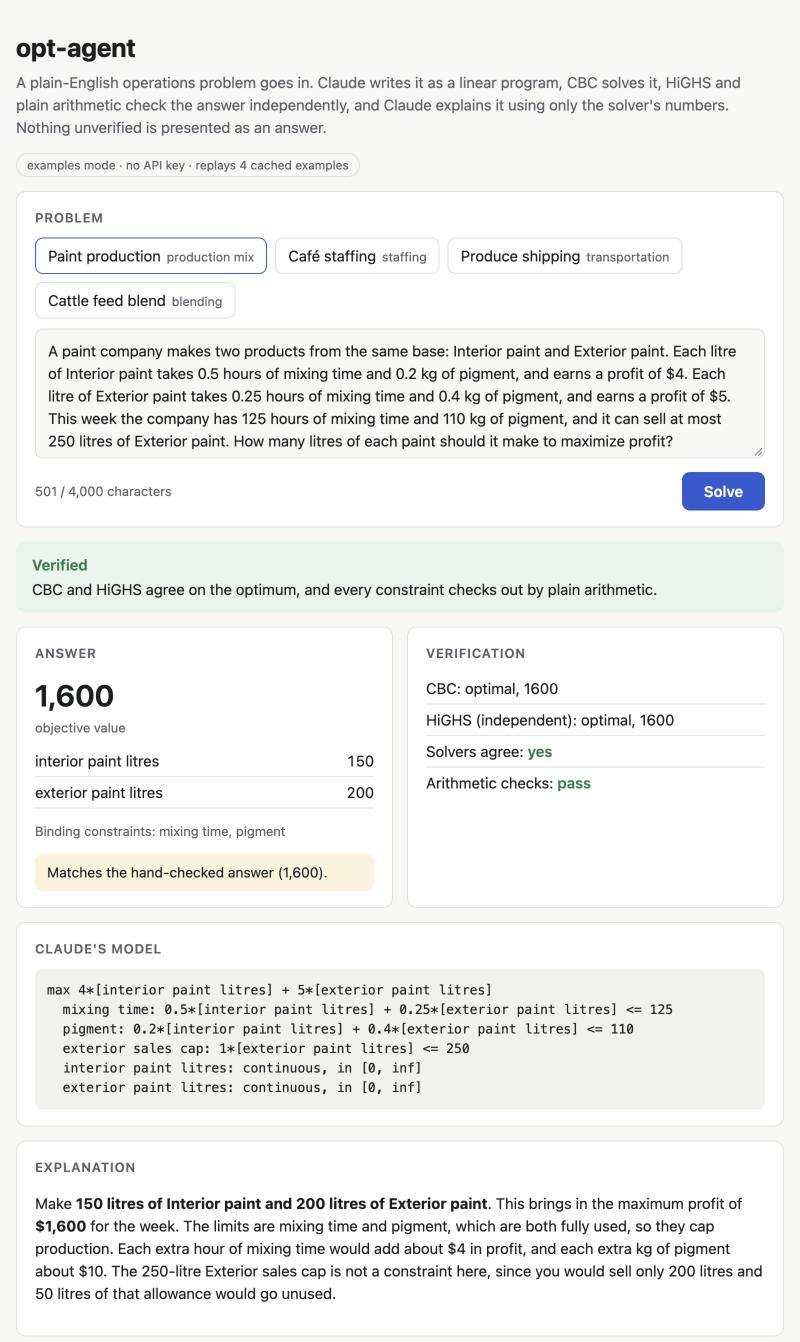 opt-agent
A plain-English operations problem goes in. Claude writes it as a linear program, CBC solves it, HiGHS and
plain arithmetic check the answer independently, and Claude explains it using only the solver's numbers.
Nothing unverified is presented as an answer.
examples mode · no API key · replays 4 cached examples
PROBLEM
Paint production production mix
Café staffing staffing
Produce shipping transportation
Cattle feed blend blending
A paint company makes two products from the same base: Interior paint and Exterior paint. Each litre
of Interior paint takes 0.5 hours of mixing time and 0.2 kg of pigment, and earns a profit of $4. Each
litre of Exterior paint takes 0.25 hours of mixing time and 0.4 kg of pigment, and earns a profit of $5.
This week the company has 125 hours of mixing time and 110 kg of pigment, and it can sell at most
250 litres of Exterior paint. How many litres of each paint should it make to maximize profit?
501 / 4,000 characters
Solve
Verified
CBC and HiGHS agree on the optimum, and every constraint checks out by plain arithmetic.
ANSWER
1,600
objective value
interior paint litres 150
exterior paint litres 200
Binding constraints: mixing time, pigment
Matches the hand-checked answer (1,600).
VERIFICATION
CBC: optimal, 1600
HiGHS (independent): optimal, 1600
Solvers agree: yes
Arithmetic checks: pass
CLAUDE'S MODEL
max 4*[interior paint litres] + 5*[exterior paint litres]
mixing time: 0.5*[interior paint litres] + 0.25*[exterior paint litres] <= 125
pigment: 0.2*[interior paint litres] + 0.4*[exterior paint litres] <= 110
exterior sales cap: 1*[exterior paint litres] <= 250
interior paint litres: continuous, in [0, inf]
exterior paint litres: continuous, in [0, inf]
EXPLANATION
Make 150 litres of Interior paint and 200 litres of Exterior paint. This brings in the maximum profit of
$1,600 for the week. The limits are mixing time and pigment, which are both fully used, so they cap
production. Each extra hour of mixing time would add about $4 in profit, and each extra kg of pigment
about $10. The 250-litre Exterior sales cap is not a constraint here, since you would sell only 200 litres and
50 litres of that allowance would go unused.